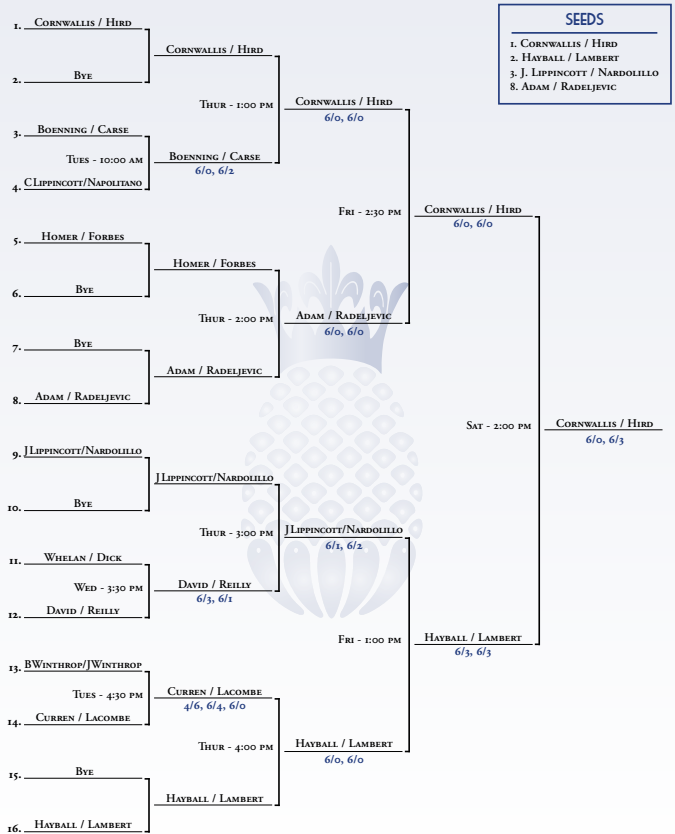 SEEDS
1. Cornwallis / Hird
2. Hayball / Lambert
3. J. Lippincott / Nardolillo
8. Adam / Radeljevic
1. Cornwallis / Hird
2. Bye
3. Boenning / Carse
Tues - 10:00 am
4. CLippincott/Napolitano
5. Homer / Forbes
6. Bye
7. Bye
8. Adam / Radeljevic
9. JLippincott/Nardolillo
10. Bye
11. Whelan / Dick
Wed - 3:30 pm
12. David / Reilly
13. BWinthrop/JWinthrop
Tues - 4:30 pm
14. Curren / Lacombe
15. Bye
16. Hayball / Lambert
Cornwallis / Hird
Thur - 1:00 pm
Boenning / Carse
6/0, 6/2
Homer / Forbes
Thur - 2:00 pm
Adam / Radeljevic
JLippincott/Nardolillo
Thur - 3:00 pm
David / Reilly
6/3, 6/1
Curren / Lacombe
4/6, 6/4, 6/0
Thur - 4:00 pm
Hayball / Lambert
Cornwallis / Hird
6/0, 6/0
Fri - 2:30 pm
Adam / Radeljevic
6/0, 6/0
JLippincott/Nardolillo
6/1, 6/2
Fri - 1:00 pm
Hayball / Lambert
6/0, 6/0
Cornwallis / Hird
6/0, 6/0
Sat - 2:00 pm
Hayball / Lambert
6/3, 6/3
Cornwallis / Hird
6/0, 6/3